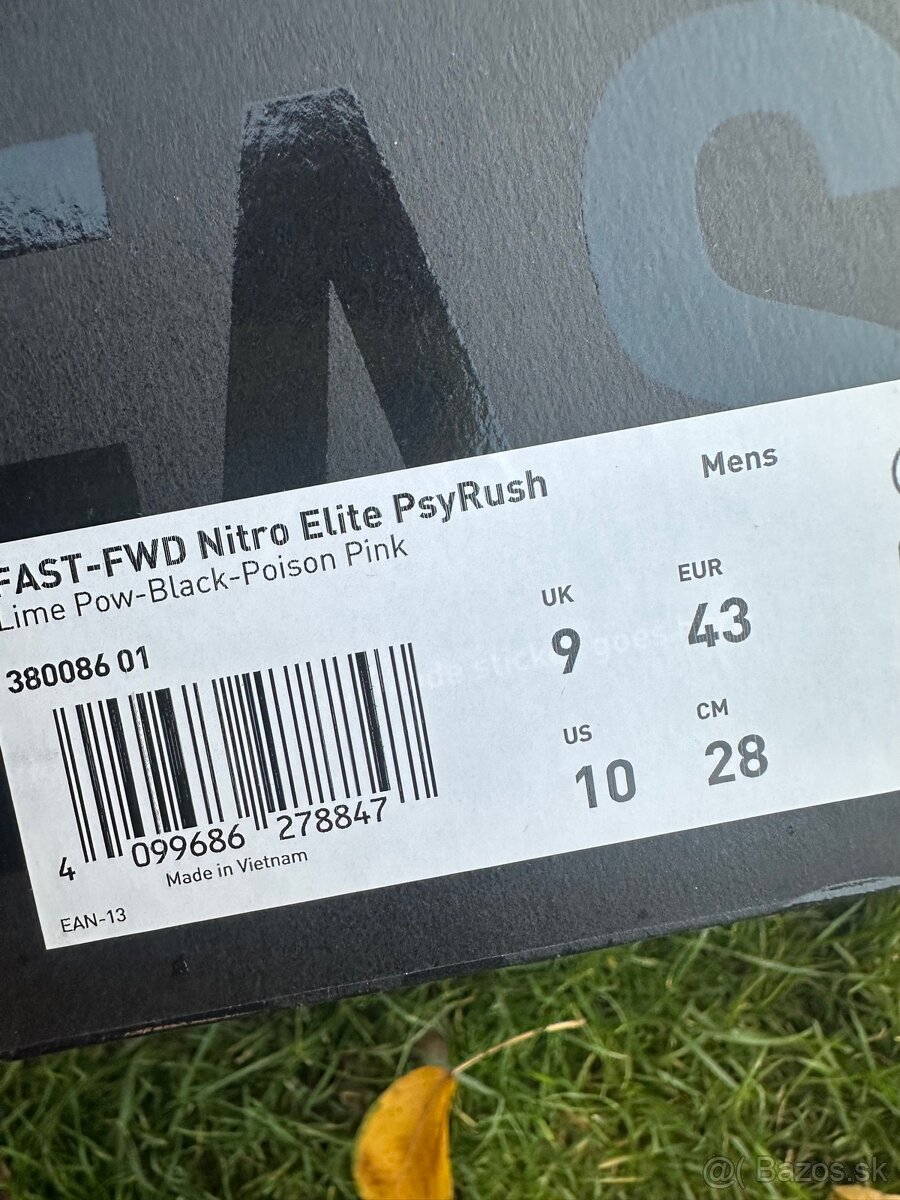 FAS
Mens
FAST-FWD Nitro Elite PsyRush
Lime Pow-Black-Poison Pink
380086 01
UK
EUR
9
43
US
CM
10
28
4 099686 278847
Made in Vietnam
EAN-13
@( Bazos.sk